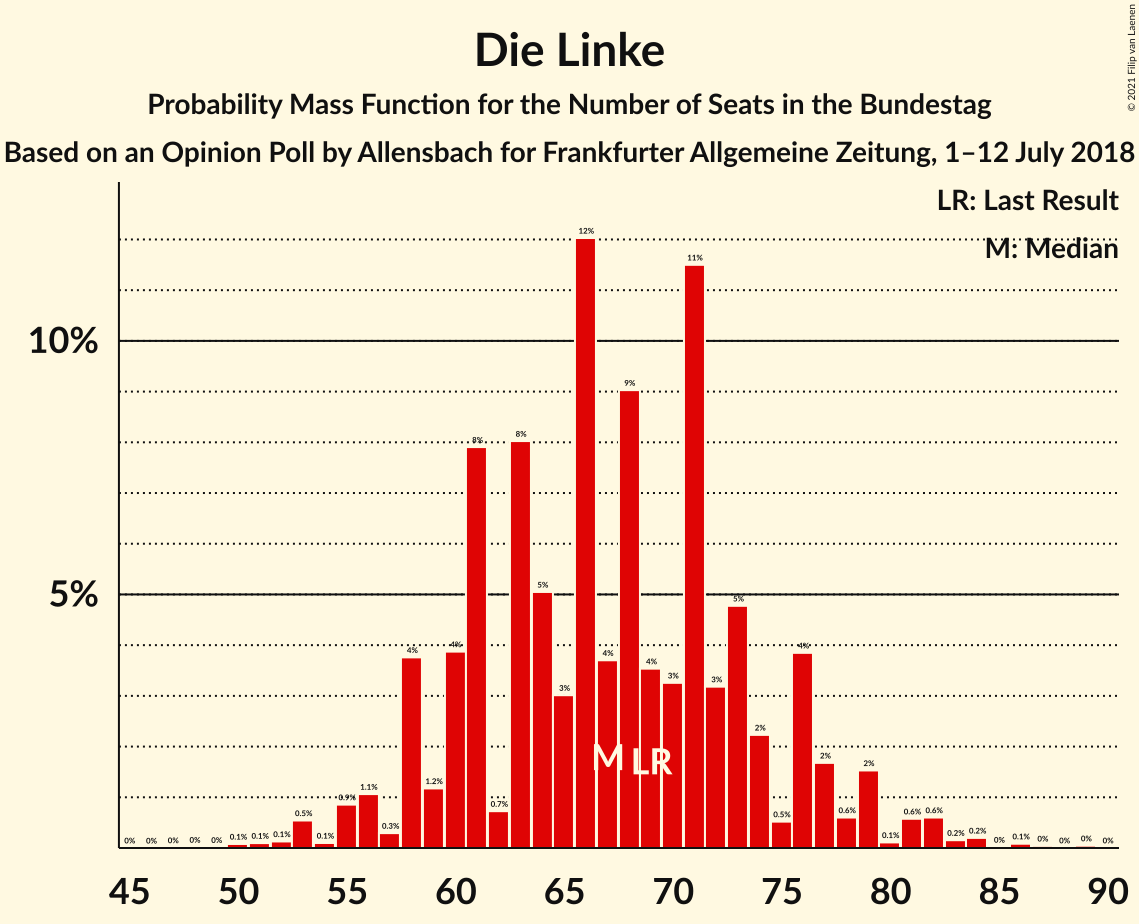 Die Linke
Probability Mass Function for the Number of Seats in the Bundestag
Based on an Opinion Poll by Allensbach for Frankfurter Allgemeine Zeitung, 1–12 July 2018
© 2021 Filip van Laenen
LR: Last Result
M: Median
10%
5%
0% 0% 0% 0% 0% 0.1% 0.1% 0.1% 0.5% 0.1% 0.9% 1.1% 0.3% 4% 1.2% 4% 8% 0.7% 8% 5% 3% 12% 4% 9% 4% 3% 11% 3% 5% 2% 0.5% 4% 2% 0.6% 2% 0.1% 0.6% 0.6% 0.2% 0.2% 0% 0.1% 0% 0% 0% 0%
M LR
45 50 55 60 65 70 75 80 85 90